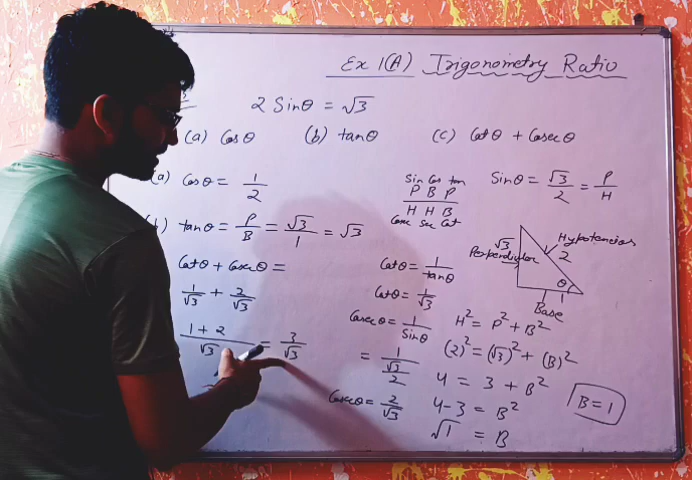 Ex 1(A) Trigonometry Ratio
2 Sinθ = √3
(a) Cosθ (b) tanθ (c) Cotθ + Cosecθ
a) Cosθ = 1/2
) tanθ = P/B = √3/1 = √3
Cotθ + Cosecθ =
1/√3 + 2/√3
1 + 2/√3 = 3/√3
Sin Cos tan
P B P
H H B
Cosec Sec Cot
Cotθ = 1/tanθ
Cotθ = 1/√3
Cosecθ = 1/Sinθ
= 1/(√3/2)
Cosecθ = 2/√3
Sinθ = √3/2 = P/H
√3
Perpendicular
Hypotenios
2
θ
1
Base
H² = P² + B²
(2)² = (√3)² + (B)²
4 = 3 + B²
4 - 3 = B²
√1 = B
B = 1